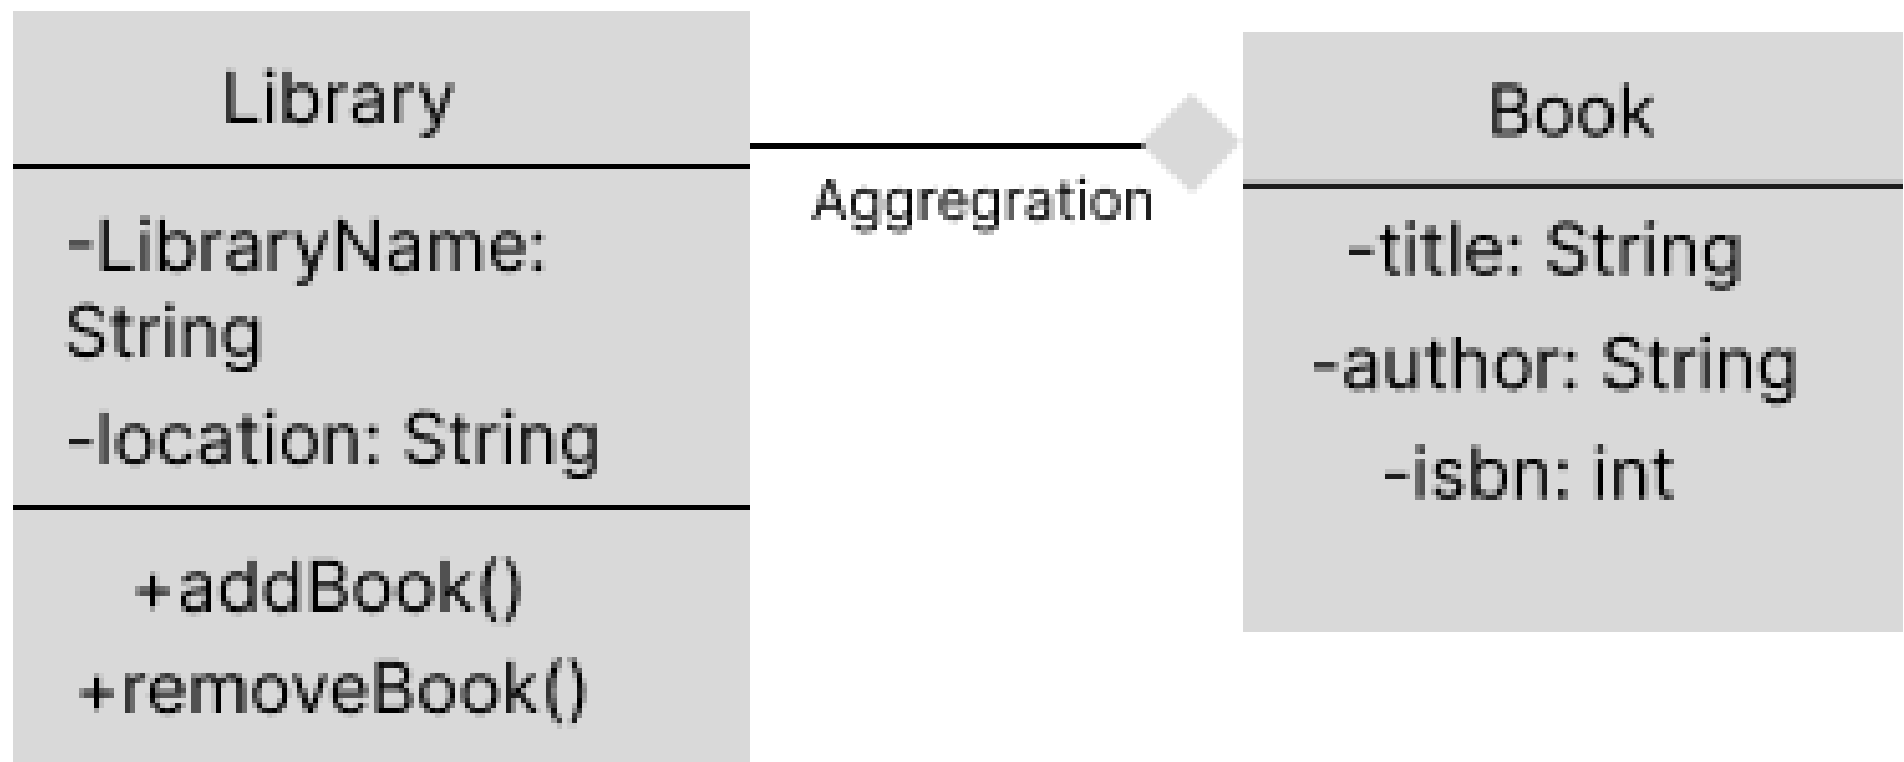 Library
-LibraryName:
String
-location: String
+addBook()
+removeBook()
Aggregration
Book
-title: String
-author: String
-isbn: int